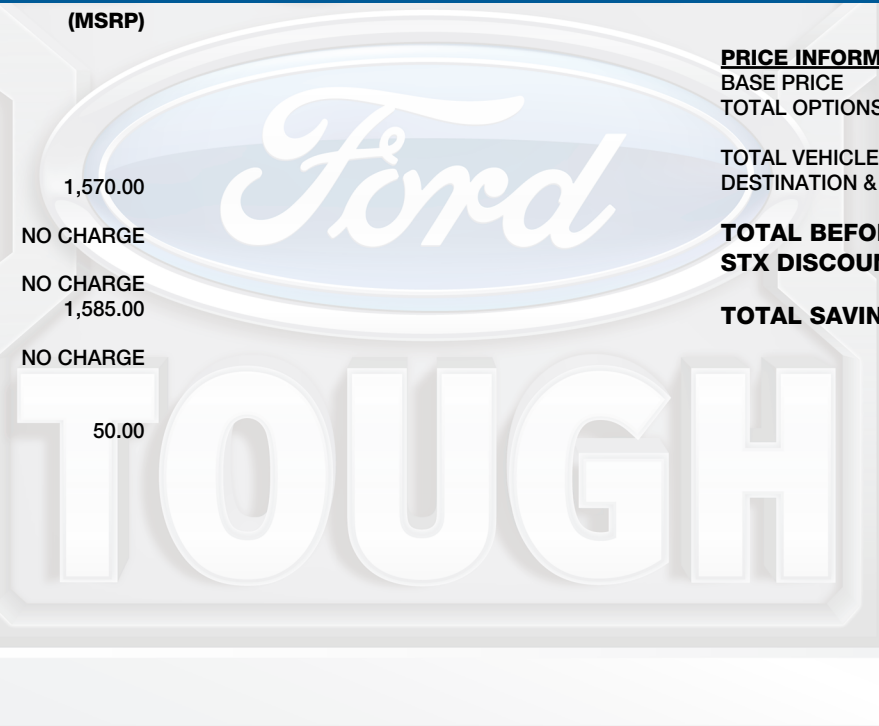 (MSRP)
1,570.00
NO CHARGE
NO CHARGE
1,585.00
NO CHARGE
50.00
PRICE INFORM
BASE PRICE
TOTAL OPTIONS
TOTAL VEHICLE
DESTINATION &
TOTAL BEFO
STX DISCOUN
TOTAL SAVIN
Ford
TOUGH